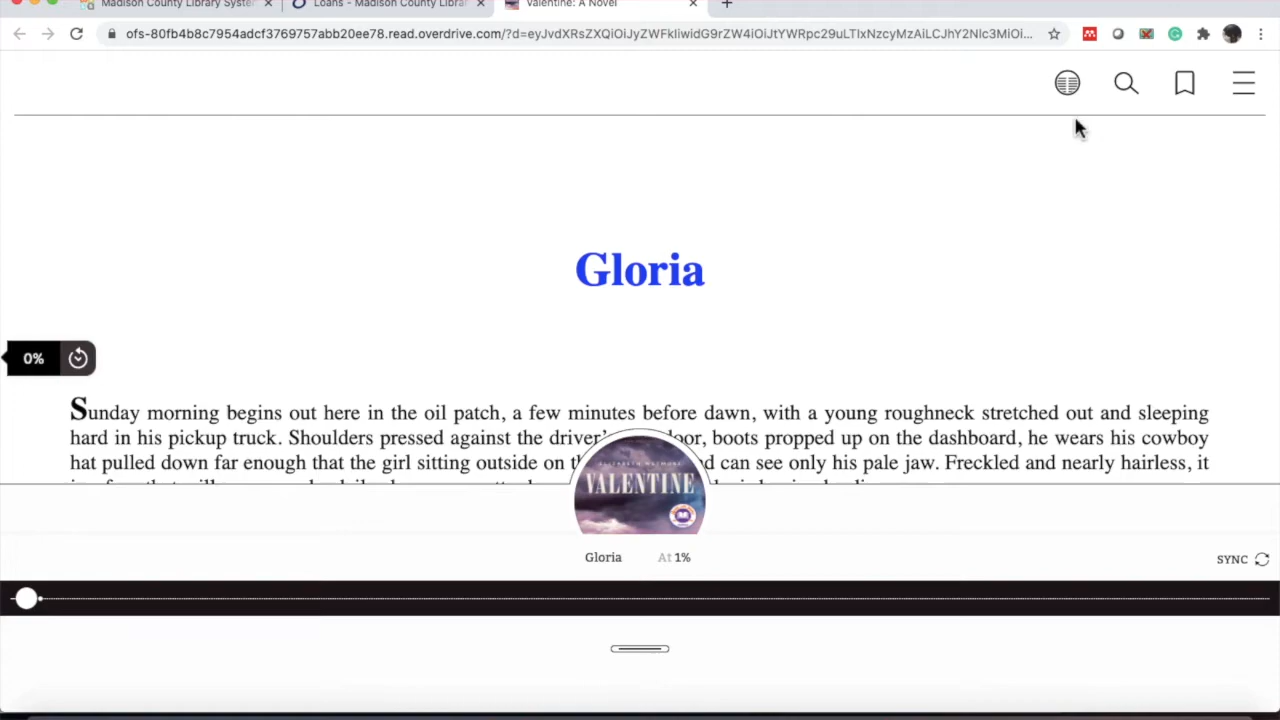 Madison County Library System
Loans - Madison County Librar
Valentine: A Novel
ofs-80fb4b8c7954adcf3769757abb20ee78.read.overdrive.com/?d=eyJvdXRsZXQiOiJyZWFkIiwidG9rZW4iOiJtYWRpc29uLTIxNzcyMzAiLCJhY2Nlc3MiOi...
Gloria
0%
Sunday morning begins out here in the oil patch, a few minutes before dawn, with a young roughneck stretched out and sleeping
hard in his pickup truck. Shoulders pressed against the driver' oor, boots propped up on the dashboard, he wears his cowboy
hat pulled down far enough that the girl sitting outside on th d can see only his pale jaw. Freckled and nearly hairless, it
VALENTINE
Gloria At 1%
SYNC